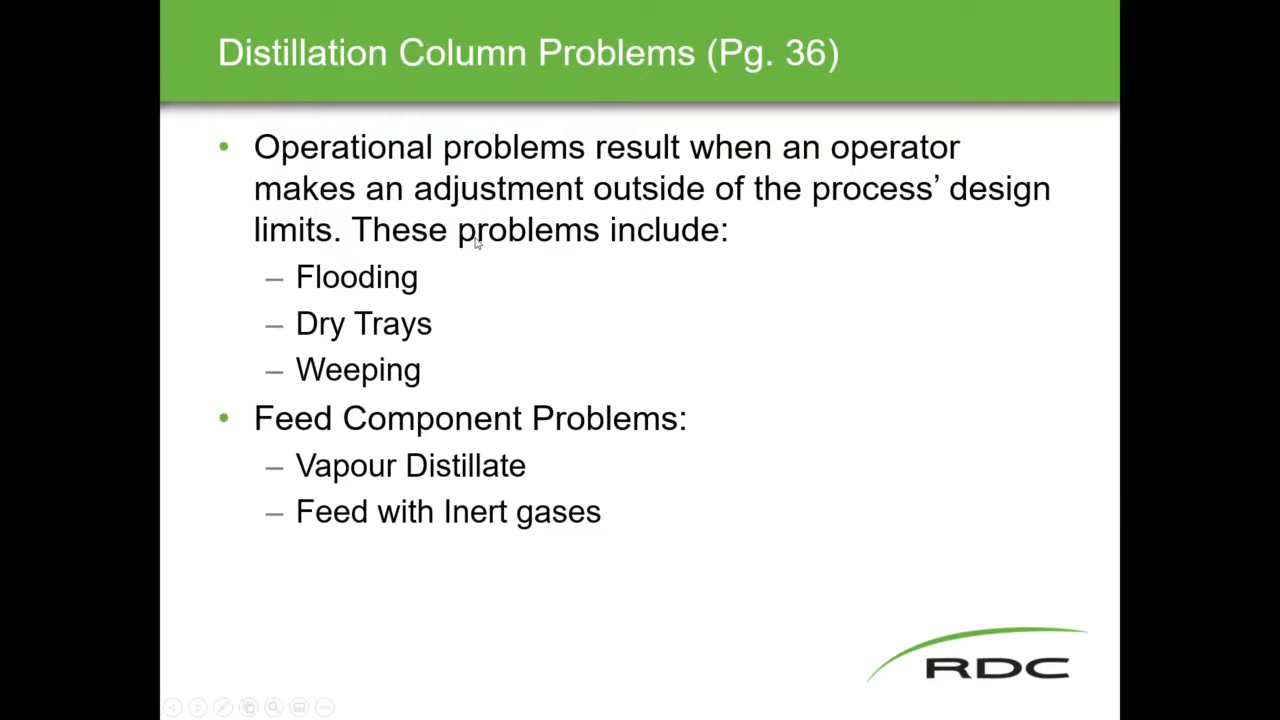 Distillation Column Problems (Pg. 36)
• Operational problems result when an operator
makes an adjustment outside of the process’ design
limits. These problems include:
– Flooding
– Dry Trays
– Weeping
• Feed Component Problems:
– Vapour Distillate
– Feed with Inert gases
RDC